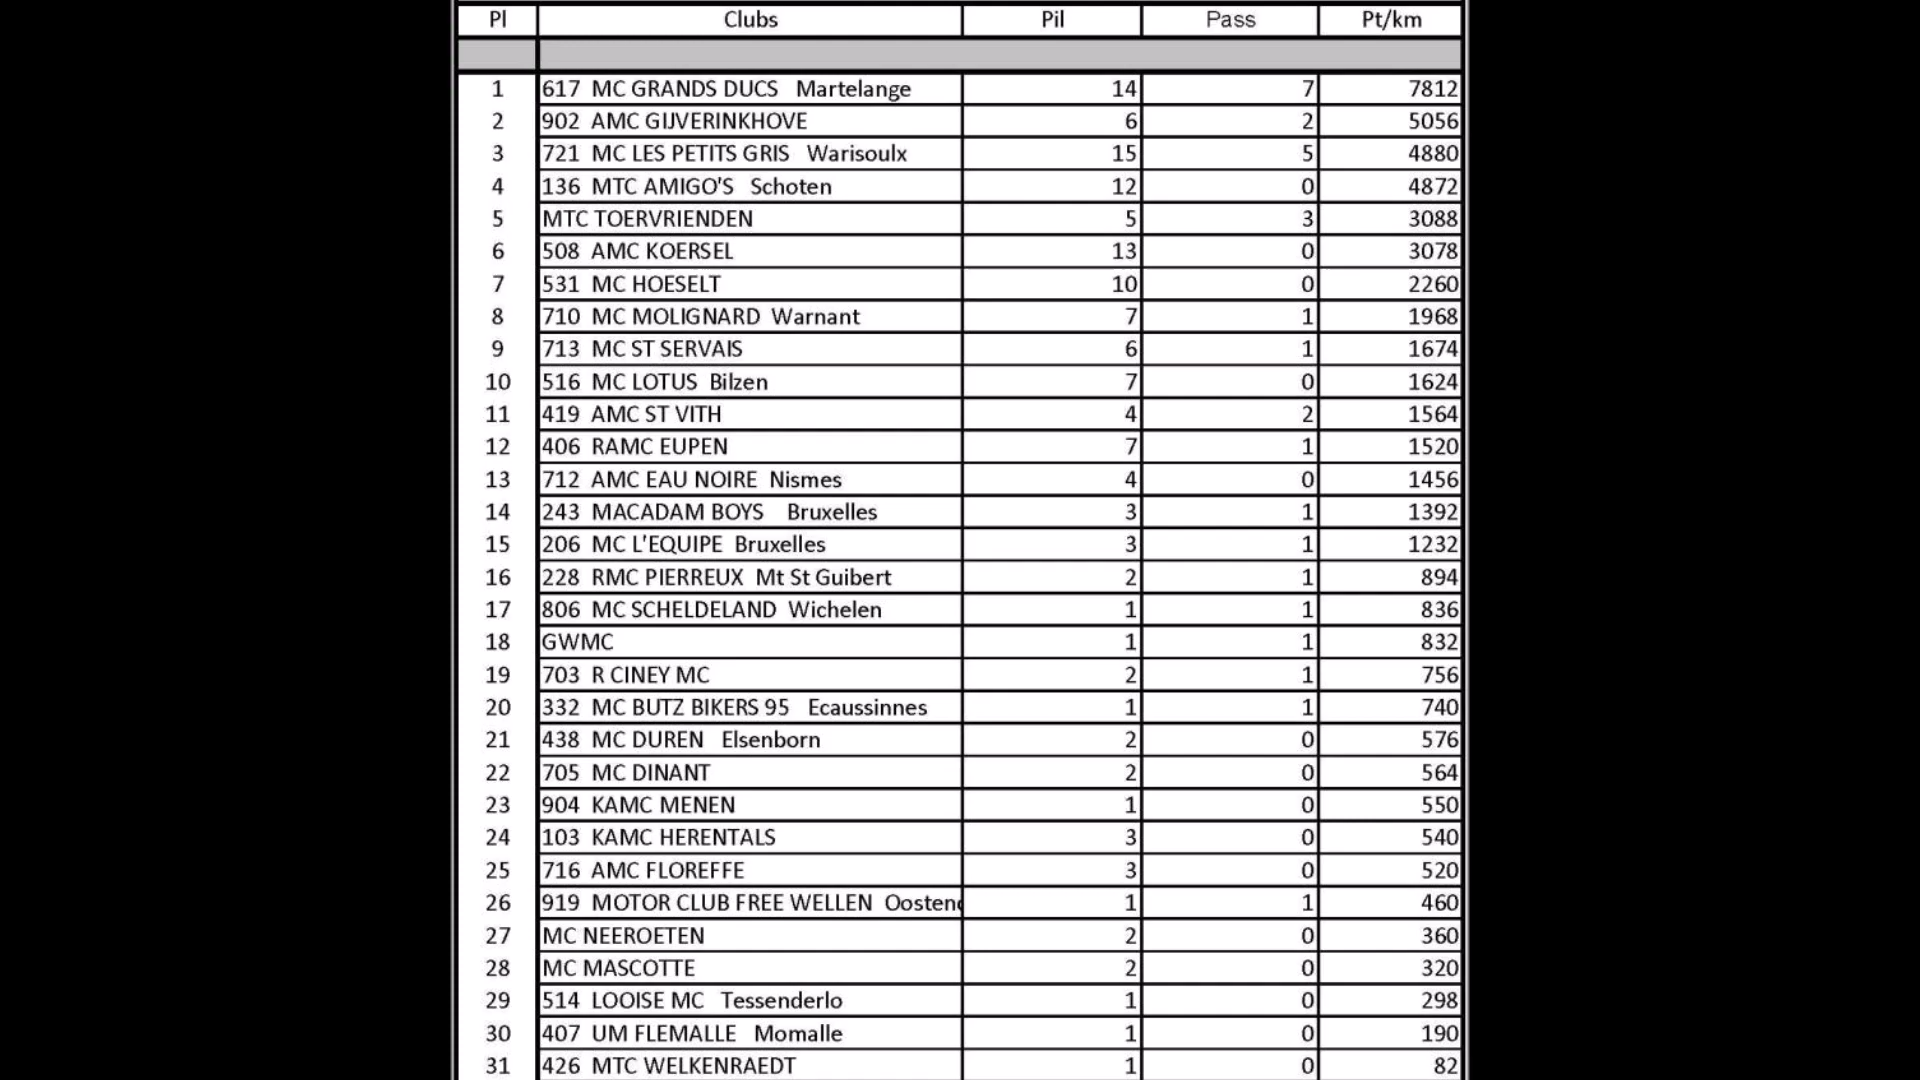 Pl Clubs Pil Pass Pt/km
1 617 MC GRANDS DUCS Martelange 14 7 7812
2 902 AMC GIJVERINKHOVE 6 2 5056
3 721 MC LES PETITS GRIS Warisoulx 15 5 4880
4 136 MTC AMIGO'S Schoten 12 0 4872
5 MTC TOERVRIENDEN 5 3 3088
6 508 AMC KOERSEL 13 0 3078
7 531 MC HOESELT 10 0 2260
8 710 MC MOLIGNARD Warnant 7 1 1968
9 713 MC ST SERVAIS 6 1 1674
10 516 MC LOTUS Bilzen 7 0 1624
11 419 AMC ST VITH 4 2 1564
12 406 RAMC EUPEN 7 1 1520
13 712 AMC EAU NOIRE Nismes 4 0 1456
14 243 MACADAM BOYS Bruxelles 3 1 1392
15 206 MC L'EQUIPE Bruxelles 3 1 1232
16 228 RMC PIERREUX Mt St Guibert 2 1 894
17 806 MC SCHELDELAND Wichelen 1 1 836
18 GWMC 1 1 832
19 703 R CINEY MC 2 1 756
20 332 MC BUTZ BIKERS 95 Ecaussinnes 1 1 740
21 438 MC DUREN Elsenborn 2 0 576
22 705 MC DINANT 2 0 564
23 904 KAMC MENEN 1 0 550
24 103 KAMC HERENTALS 3 0 540
25 716 AMC FLOREFFE 3 0 520
26 919 MOTOR CLUB FREE WELLEN Oostend 1 1 460
27 MC NEEROETEN 2 0 360
28 MC MASCOTTE 2 0 320
29 514 LOOISE MC Tessenderlo 1 0 298
30 407 UM FLEMALLE Momalle 1 0 190
31 426 MTC WELKENRAEDT 1 0 82